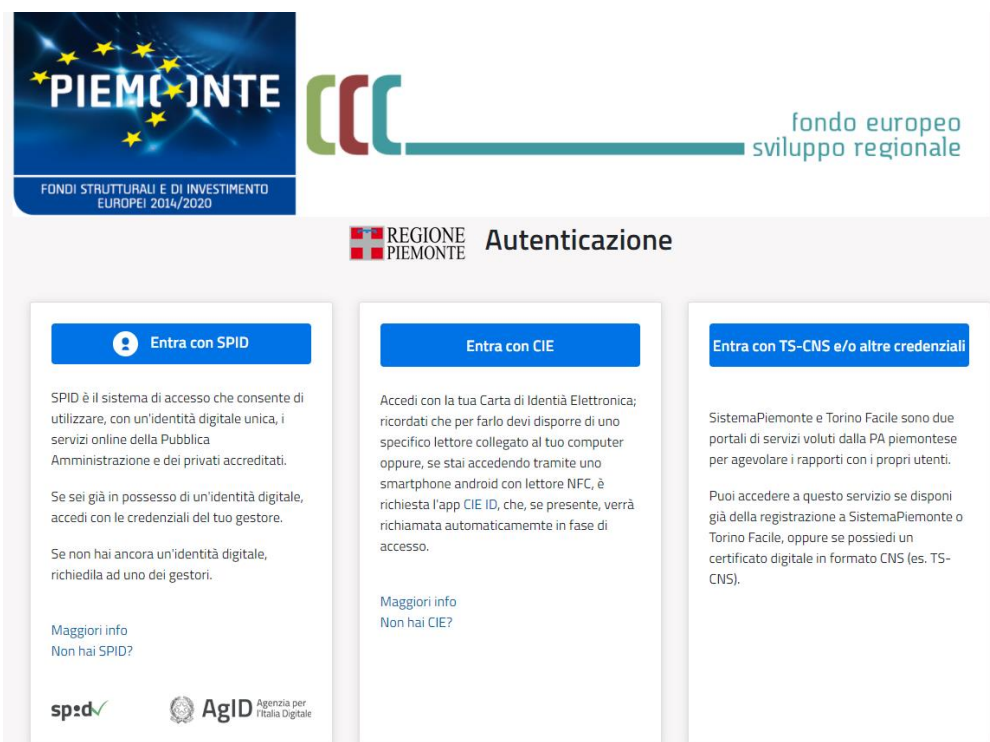 PIEMONTE
FONDI STRUTTURALI E DI INVESTIMENTO
EUROPEI 2014/2020
fondo europeo
sviluppo regionale
REGIONE
PIEMONTE
Autenticazione
Entra con SPID
SPID è il sistema di accesso che consente di
utilizzare, con un'identità digitale unica, i
servizi online della Pubblica
Amministrazione e dei privati accreditati.
Se sei già in possesso di un'identità digitale,
accedi con le credenziali del tuo gestore.
Se non hai ancora un'identità digitale,
richiedila ad uno dei gestori.
Maggiori info
Non hai SPID?
spid
AgID Agenzia per
l'Italia Digitale
Entra con CIE
Accedi con la tua Carta di Identià Elettronica;
ricordati che per farlo devi disporre di uno
specifico lettore collegato al tuo computer
oppure, se stai accedendo tramite uno
smartphone android con lettore NFC, è
richiesta l'app CIE ID, che, se presente, verrà
richiamata automaticamemte in fase di
accesso.
Maggiori info
Non hai CIE?
Entra con TS-CNS e/o altre credenziali
SistemaPiemonte e Torino Facile sono due
portali di servizi voluti dalla PA piemontese
per agevolare i rapporti con i propri utenti.
Puoi accedere a questo servizio se disponi
già della registrazione a SistemaPiemonte o
Torino Facile, oppure se possiedi un
certificato digitale in formato CNS (es. TS-
CNS).